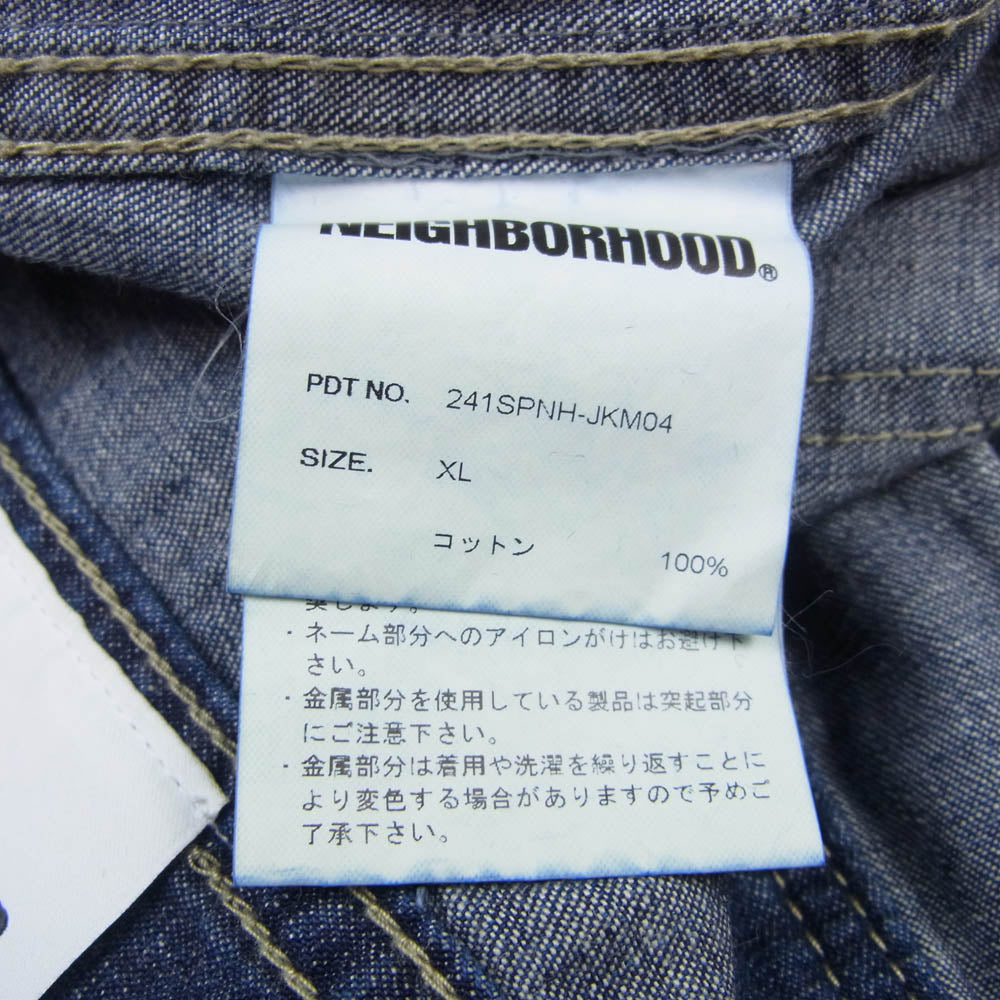 NEIGHBORHOOD®
PDT NO. 241SPNH-JKM04
SIZE. XL
コットン 100%
・ネーム部分へのアイロンがけはお避け下
さい。
・金属部分を使用している製品は突起部分
にご注意下さい。
・金属部分は着用や洗濯を繰り返すことに
より変色する場合がありますので予めご
了承下さい。